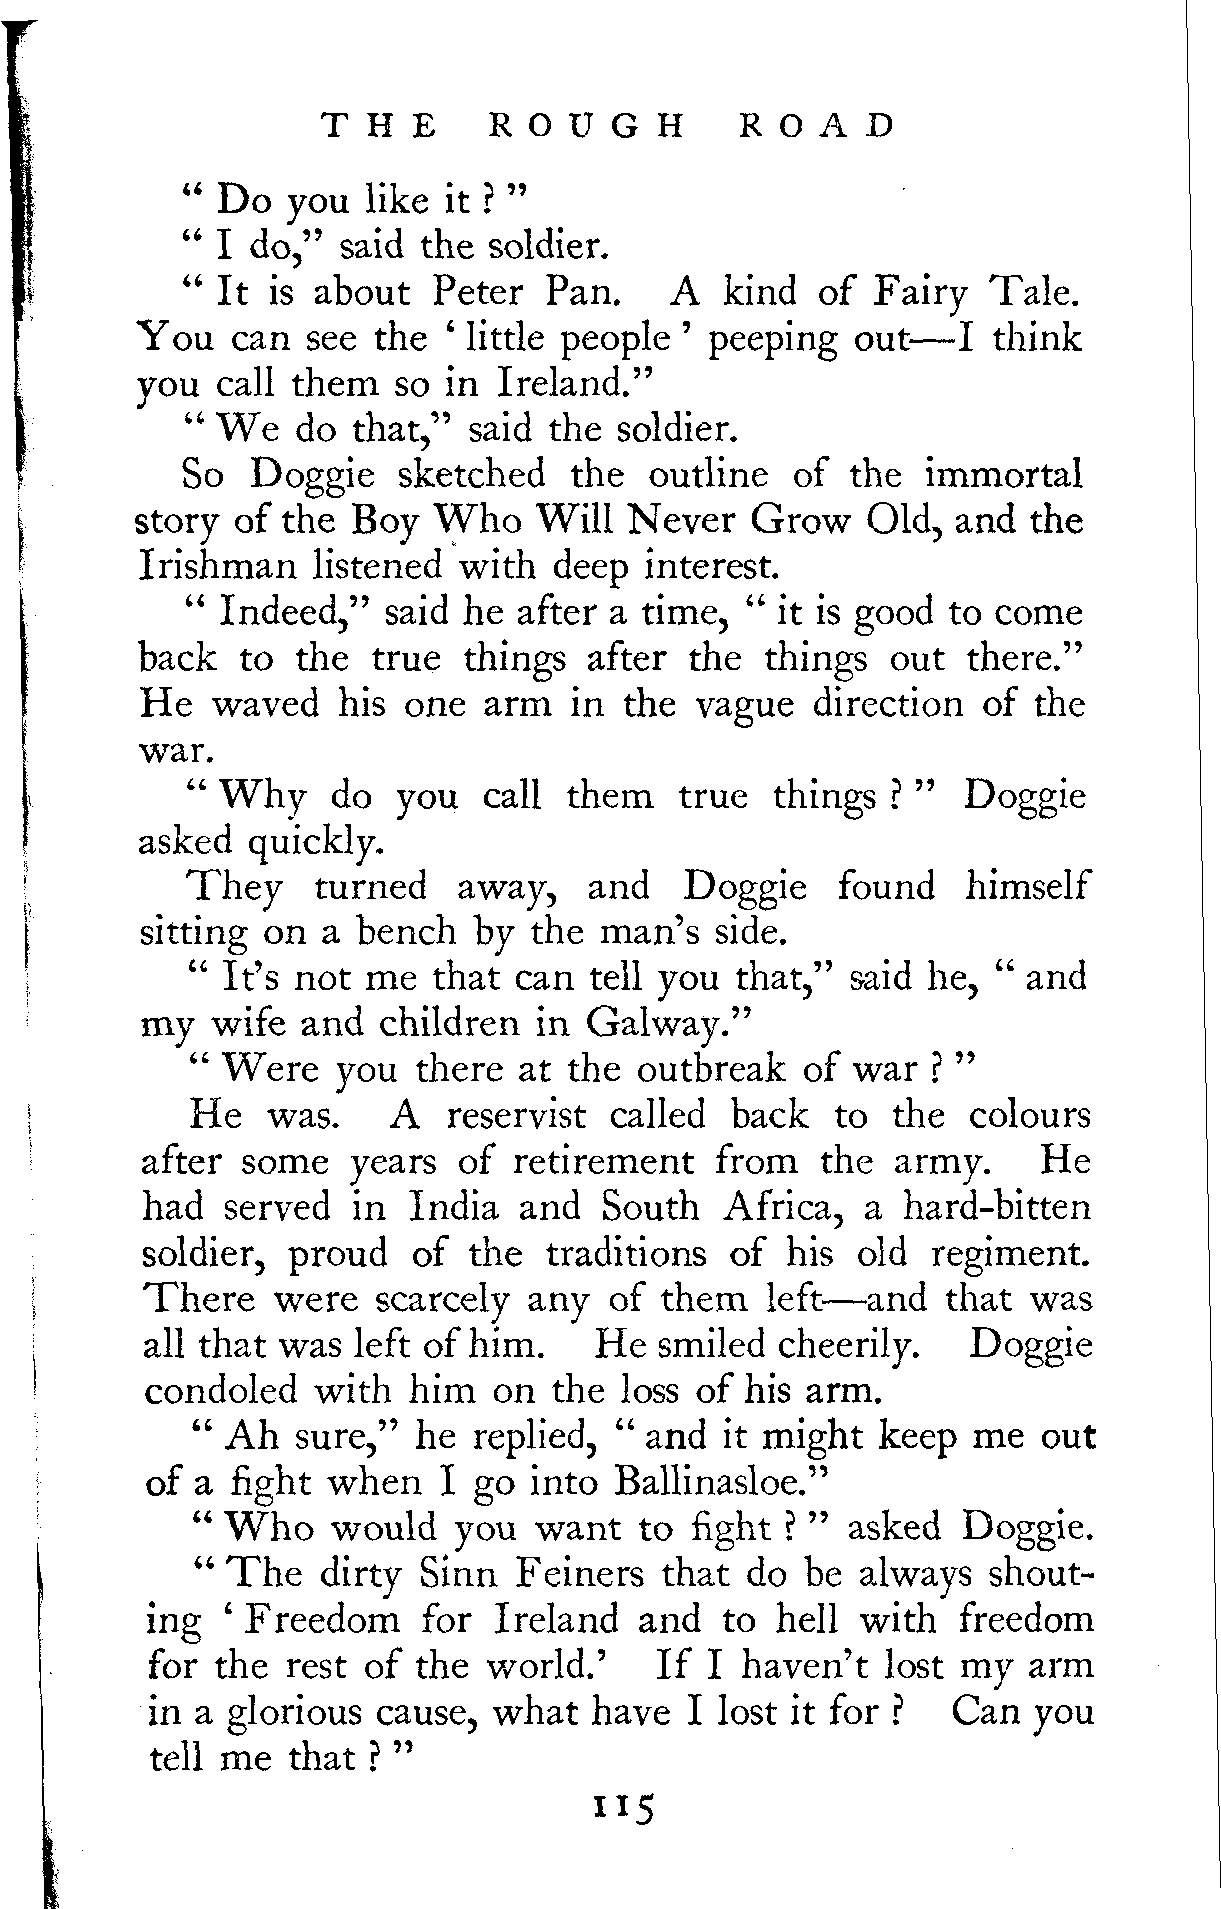 THE ROUGH ROAD
“ Do you like it ? ”
“ I do,” said the soldier.
“ It is about Peter Pan. A kind of Fairy Tale.
You can see the ‘ little people ’ peeping out—I think
you call them so in Ireland.”
“ We do that,” said the soldier.
So Doggie sketched the outline of the immortal
story of the Boy Who Will Never Grow Old, and the
Irishman listened with deep interest.
“ Indeed,” said he after a time, “ it is good to come
back to the true things after the things out there.”
He waved his one arm in the vague direction of the
war.
“ Why do you call them true things ? ” Doggie
asked quickly.
They turned away, and Doggie found himself
sitting on a bench by the man’s side.
“ It’s not me that can tell you that,” said he, “ and
my wife and children in Galway.”
“ Were you there at the outbreak of war ? ”
He was. A reservist called back to the colours
after some years of retirement from the army. He
had served in India and South Africa, a hard-bitten
soldier, proud of the traditions of his old regiment.
There were scarcely any of them left—and that was
all that was left of him. He smiled cheerily. Doggie
condoled with him on the loss of his arm.
“ Ah sure,” he replied, “ and it might keep me out
of a fight when I go into Ballinasloe.”
“ Who would you want to fight ? ” asked Doggie.
“ The dirty Sinn Feiners that do be always shout-
ing ‘ Freedom for Ireland and to hell with freedom
for the rest of the world.’ If I haven’t lost my arm
in a glorious cause, what have I lost it for ? Can you
tell me that ? ”
115